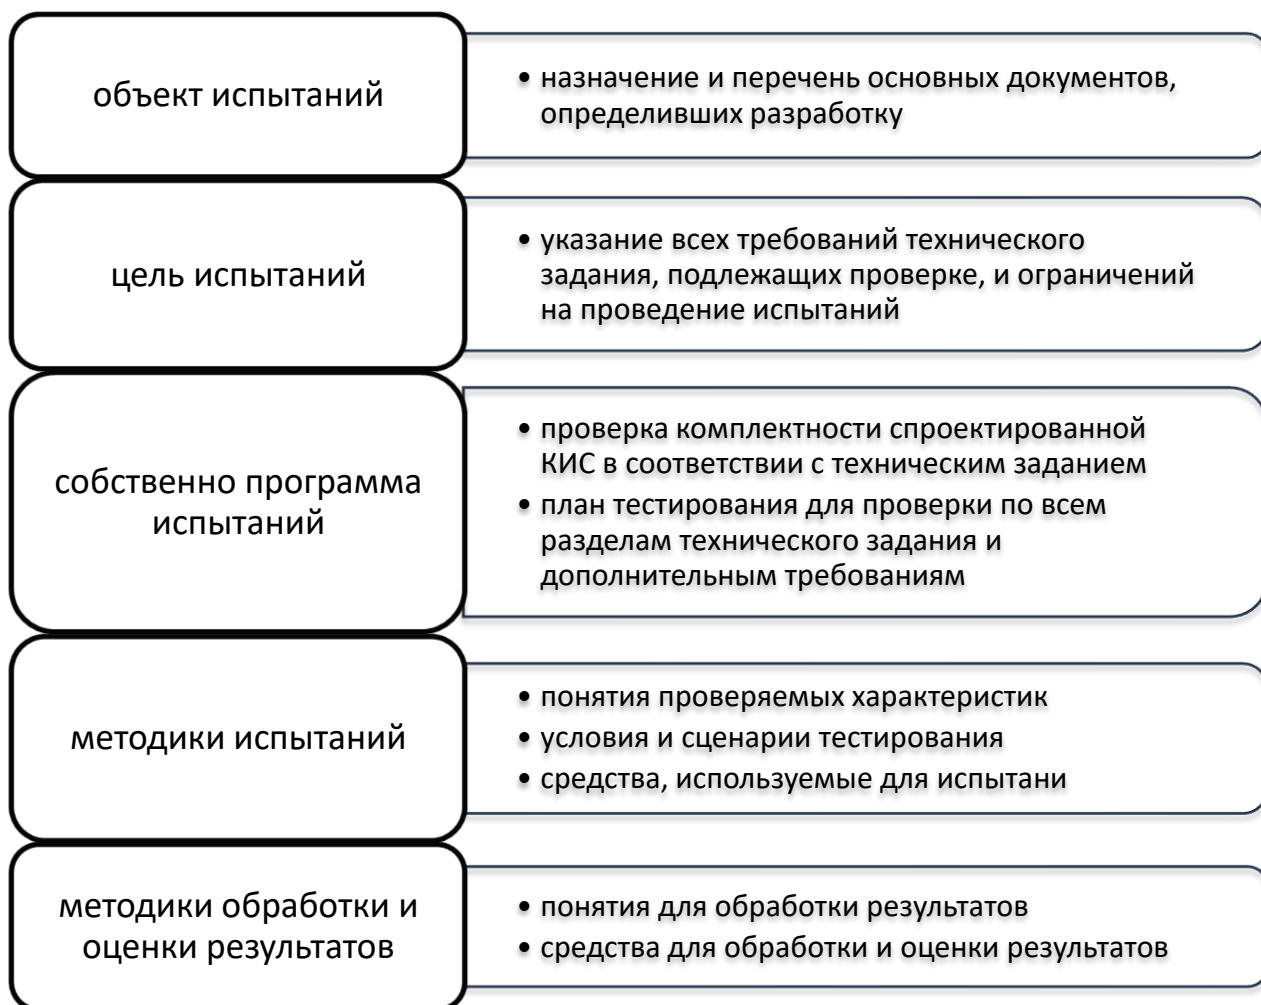 объект испытаний
• назначение и перечень основных документов,
определивших разработку
цель испытаний
• указание всех требований технического
задания, подлежащих проверке, и ограничений
на проведение испытаний
собственно программа
испытаний
• проверка комплектности спроектированной
КИС в соответствии с техническим заданием
• план тестирования для проверки по всем
разделам технического задания и
дополнительным требованиям
методики испытаний
• понятия проверяемых характеристик
• условия и сценарии тестирования
• средства, используемые для испытани
методики обработки и
оценки результатов
• понятия для обработки результатов
• средства для обработки и оценки результатов